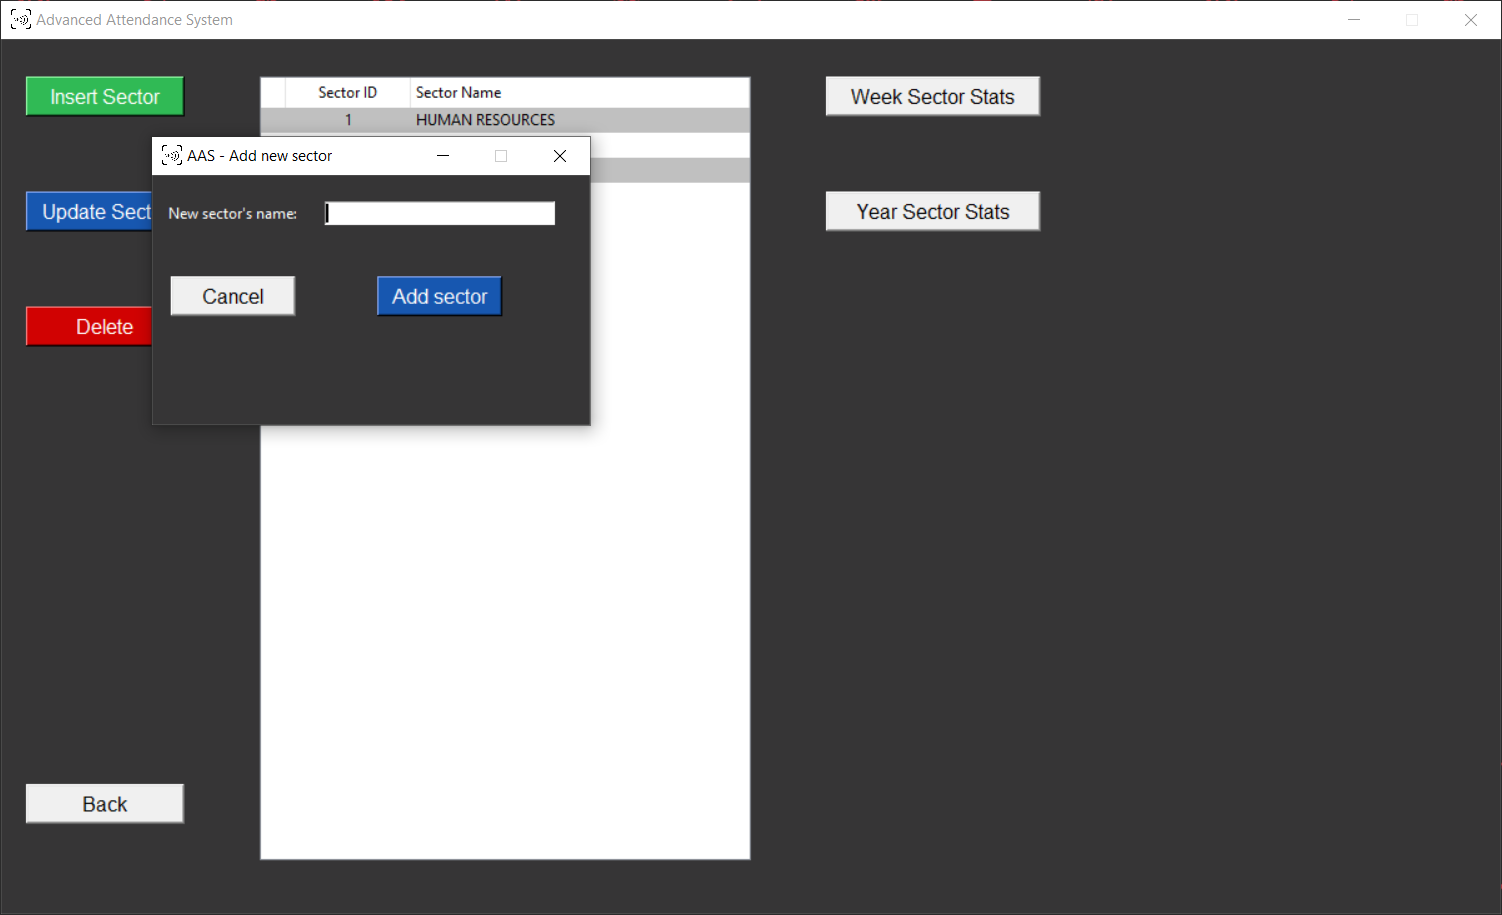 Advanced Attendance System
Insert Sector
Sector ID
Sector Name
Week Sector Stats
1
HUMAN RESOURCES
AAS - Add new sector
Update Sect
Year Sector Stats
New sector's name:
Cancel
Add sector
Delete
Back